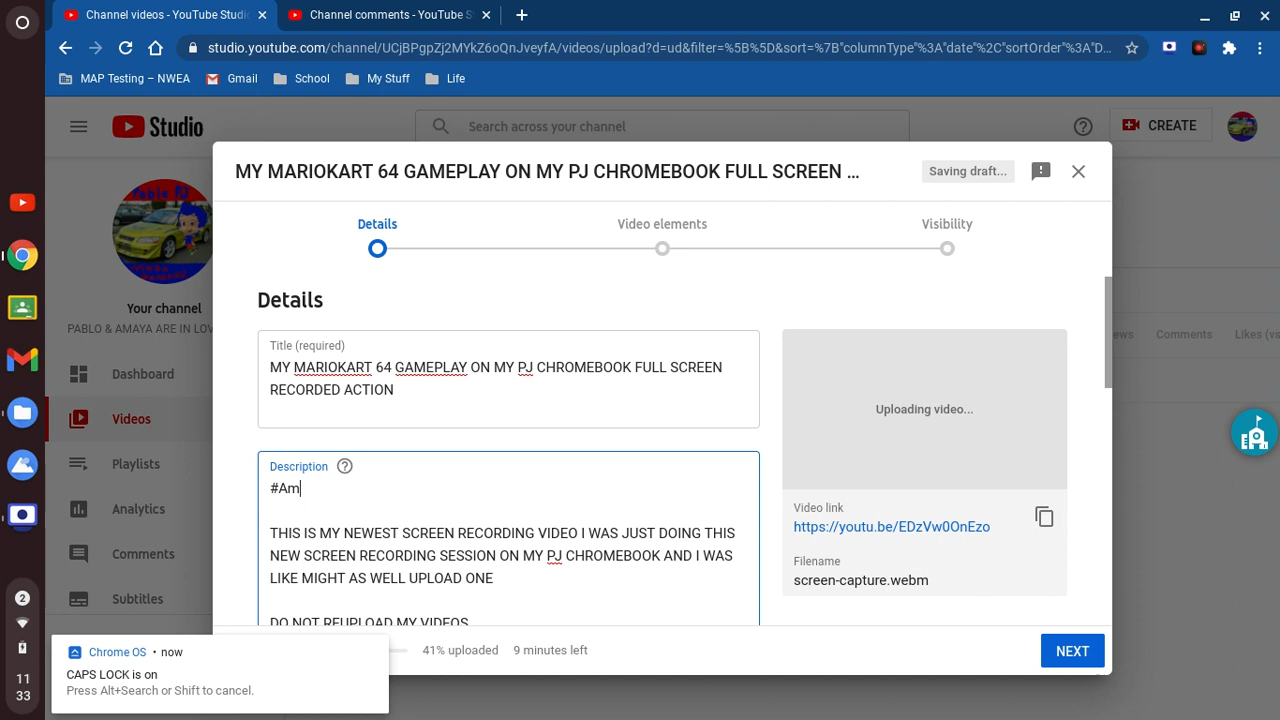 Channel videos - YouTube Studio
Channel comments - YouTube S
studio.youtube.com/channel/UCjBPgpZj2MYkZ6oQnJveyfA/videos/upload?d=ud&filter=%5B%5D&sort=%7B"columnType"%3A"date"%2C"sortOrder"%3A"D...
MAP Testing – NWEA
Gmail
School
My Stuff
Life
Studio
Search across your channel
CREATE
MY MARIOKART 64 GAMEPLAY ON MY PJ CHROMEBOOK FULL SCREEN ...
Saving draft...
Details
Video elements
Visibility
Pablo PJ
Your channel
PABLO & AMAYA ARE IN LOV
Dashboard
Videos
Playlists
Analytics
Comments
Subtitles
Details
Title (required)
MY MARIOKART 64 GAMEPLAY ON MY PJ CHROMEBOOK FULL SCREEN
RECORDED ACTION
Description
#Am
THIS IS MY NEWEST SCREEN RECORDING VIDEO I WAS JUST DOING THIS
NEW SCREEN RECORDING SESSION ON MY PJ CHROMEBOOK AND I WAS
LIKE MIGHT AS WELL UPLOAD ONE
DO NOT REUPLOAD MY VIDEOS
Uploading video...
Video link
https://youtu.be/EDzVw0OnEzo
Filename
screen-capture.webm
ews
Comments
Likes (va
41% uploaded
9 minutes left
NEXT
Chrome OS • now
CAPS LOCK is on
Press Alt+Search or Shift to cancel.
2
11
33